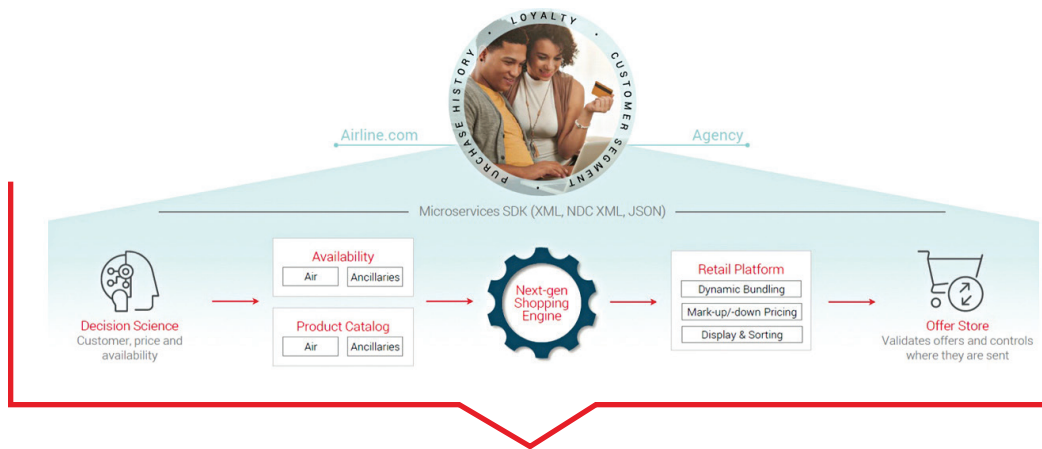 PURCHASE HISTORY • LOYALTY • CUSTOMER SEGMENT •
Airline.com
Agency
Microservices SDK (XML, NDC XML, JSON)
Decision Science
Customer, price and
availability
Availability
Air
Ancillaries
Product Catalog
Air
Ancillaries
Next-gen
Shopping
Engine
Retail Platform
Dynamic Bundling
Mark-up/-down Pricing
Display & Sorting
Offer Store
Validates offers and controls
where they are sent